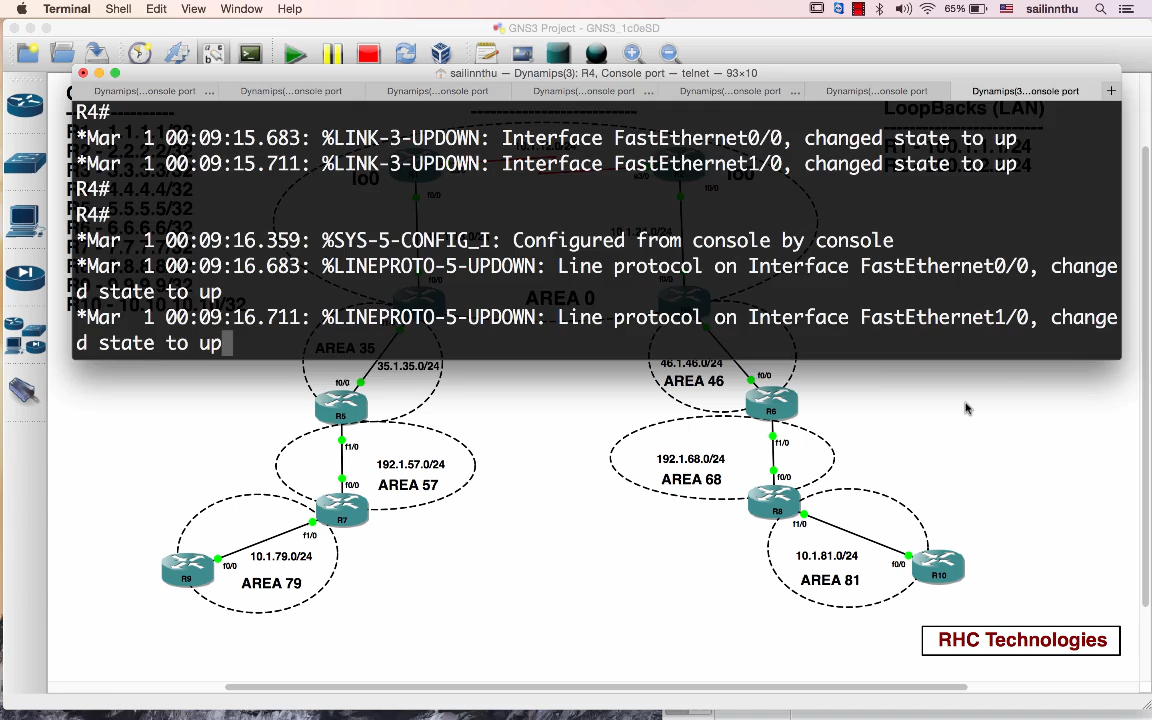 Terminal Shell Edit View Window Help 65% sailinnthu
GNS3 Project - GNS3_1c0eSD
sailinnthu — Dynamips(3): R4, Console port — telnet — 93×10
Dynamips(...onsole port ... Dynamips(...onsole port Dynamips(...onsole port Dynamips(...onsole port ... Dynamips(...onsole port ... Dynamips(...onsole port Dynamips(3...onsole port +
R4#
LoopBacks (LAN)
*Mar 1 00:09:15.683: %LINK-3-UPDOWN: Interface FastEthernet0/0, changed state to up
*Mar 1 00:09:15.711: %LINK-3-UPDOWN: Interface FastEthernet1/0, changed state to up
R4#
R4#
*Mar 1 00:09:16.359: %SYS-5-CONFIG_I: Configured from console by console
*Mar 1 00:09:16.683: %LINEPROTO-5-UPDOWN: Line protocol on Interface FastEthernet0/0, change
d state to up
*Mar 1 00:09:16.711: %LINEPROTO-5-UPDOWN: Line protocol on Interface FastEthernet1/0, change
d state to up
lo0
lo0
f0/0
f0/0
AREA 0
AREA 35
35.1.35.0/24
f0/0
R5
f1/0
192.1.57.0/24
AREA 57
f0/0
R7
f1/0
10.1.79.0/24
f0/0
R9
AREA 79
46.1.46.0/24
AREA 46
f0/0
R6
f1/0
192.1.68.0/24
AREA 68
f0/0
R8
f1/0
10.1.81.0/24
f0/0
R10
AREA 81
RHC Technologies